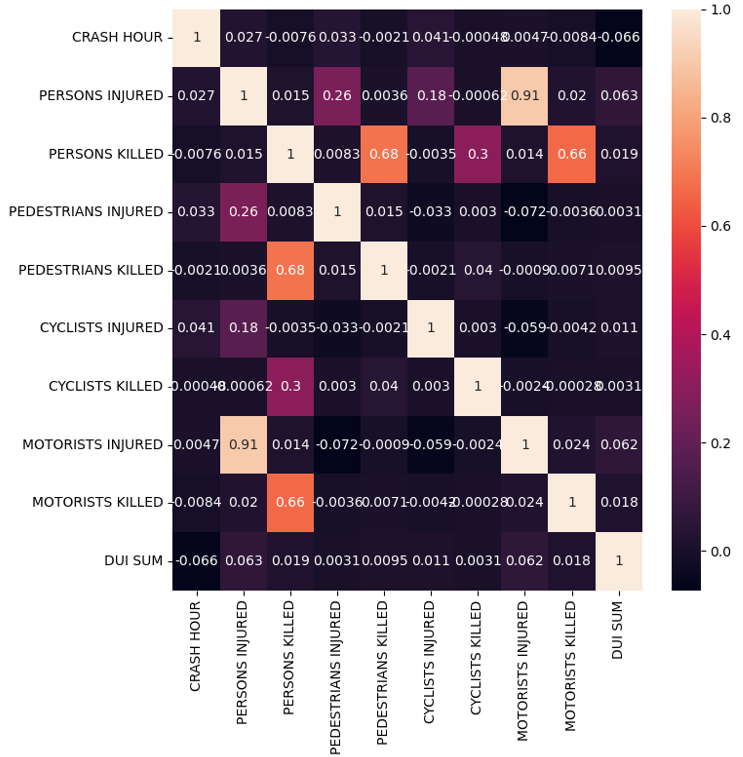 CRASH HOUR 1 0.027 -0.0076 0.033 -0.0021 0.041 -0.00048 0.0047 -0.0084 -0.066
PERSONS INJURED 0.027 1 0.015 0.26 0.0036 0.18 -0.00062 0.91 0.02 0.063
PERSONS KILLED -0.0076 0.015 1 0.0083 0.68 -0.0035 0.3 0.014 0.66 0.019
PEDESTRIANS INJURED 0.033 0.26 0.0083 1 0.015 -0.033 0.003 -0.072 -0.0036 0.0031
PEDESTRIANS KILLED -0.0021 0.0036 0.68 0.015 1 -0.0021 0.04 -0.0009 0.0071 0.0095
CYCLISTS INJURED 0.041 0.18 -0.0035 -0.033 -0.0021 1 0.003 -0.059 -0.0042 0.011
CYCLISTS KILLED -0.00048 -0.00062 0.3 0.003 0.04 0.003 1 -0.0024 -0.00028 0.0031
MOTORISTS INJURED 0.0047 0.91 0.014 -0.072 -0.0009 -0.059 -0.0024 1 0.024 0.062
MOTORISTS KILLED -0.0084 0.02 0.66 -0.0036 0.0071 -0.0042 -0.00028 0.024 1 0.018
DUI SUM -0.066 0.063 0.019 0.0031 0.0095 0.011 0.0031 0.062 0.018 1
CRASH HOUR
PERSONS INJURED
PERSONS KILLED
PEDESTRIANS INJURED
PEDESTRIANS KILLED
CYCLISTS INJURED
CYCLISTS KILLED
MOTORISTS INJURED
MOTORISTS KILLED
DUI SUM
1.0
0.8
0.6
0.4
0.2
0.0